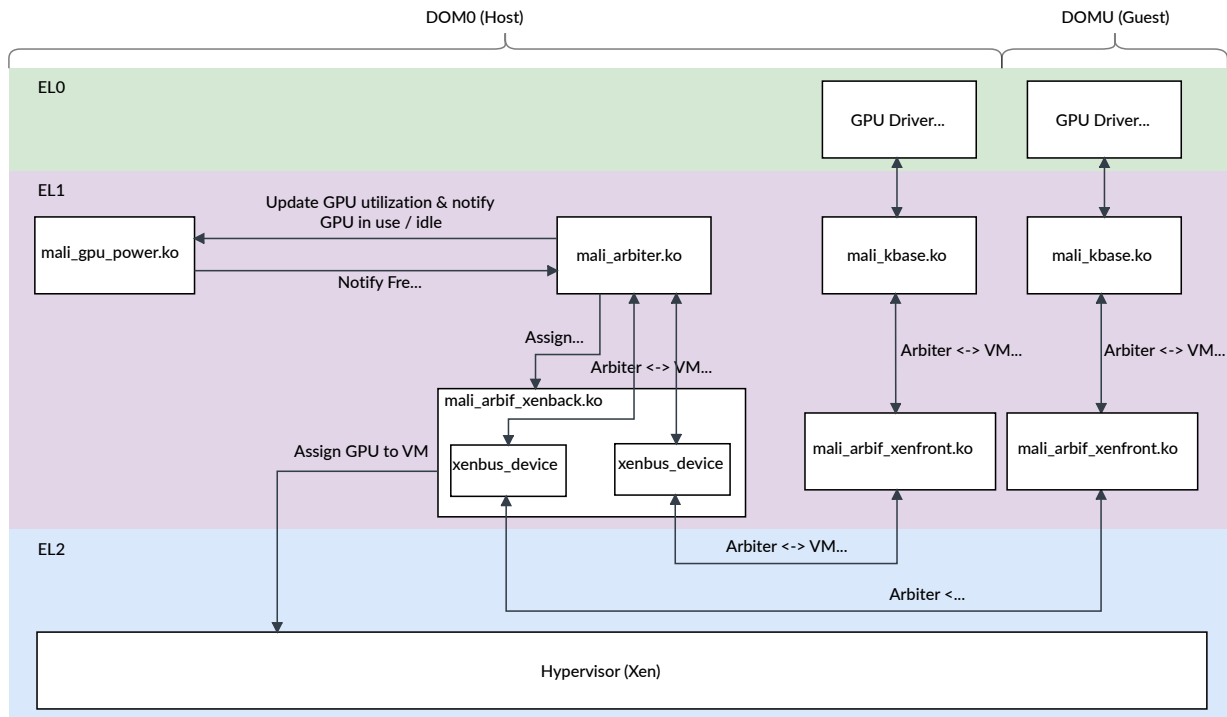 DOM0 (Host)
DOMU (Guest)
EL0
GPU Driver...
GPU Driver...
EL1
Update GPU utilization & notify
GPU in use / idle
mali_gpu_power.ko
mali_arbiter.ko
mali_kbase.ko
mali_kbase.ko
Notify Fre...
Assign...
Arbiter <-> VM...
Arbiter <-> VM...
Arbiter <-> VM...
mali_arbif_xenback.ko
Assign GPU to VM
xenbus_device
xenbus_device
mali_arbif_xenfront.ko
mali_arbif_xenfront.ko
EL2
Arbiter <-> VM...
Arbiter <...
Hypervisor (Xen)